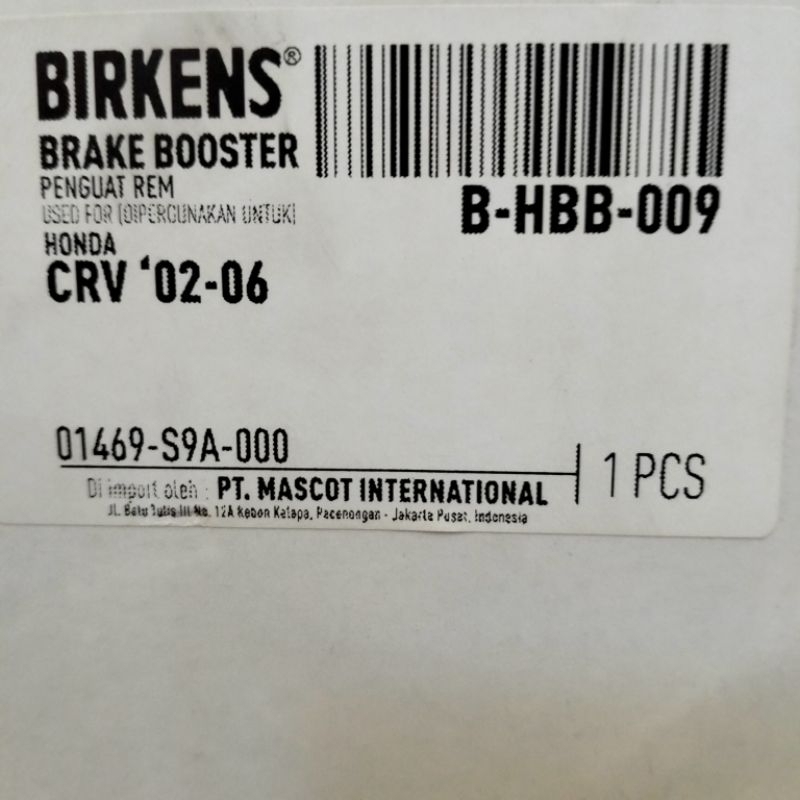 BIRKENS®
BRAKE BOOSTER
PENGUAT REM
USED FOR (DIPERGUNAKAN UNTUK)
HONDA
CRV '02-06
B-HBB-009
01469-S9A-000
1 PCS
Di import oleh : PT. MASCOT INTERNATIONAL
JL. Batu Tulis III No. 12A Kebon Kelapa, Pacenongan - Jakarta Pusat, Indonesia